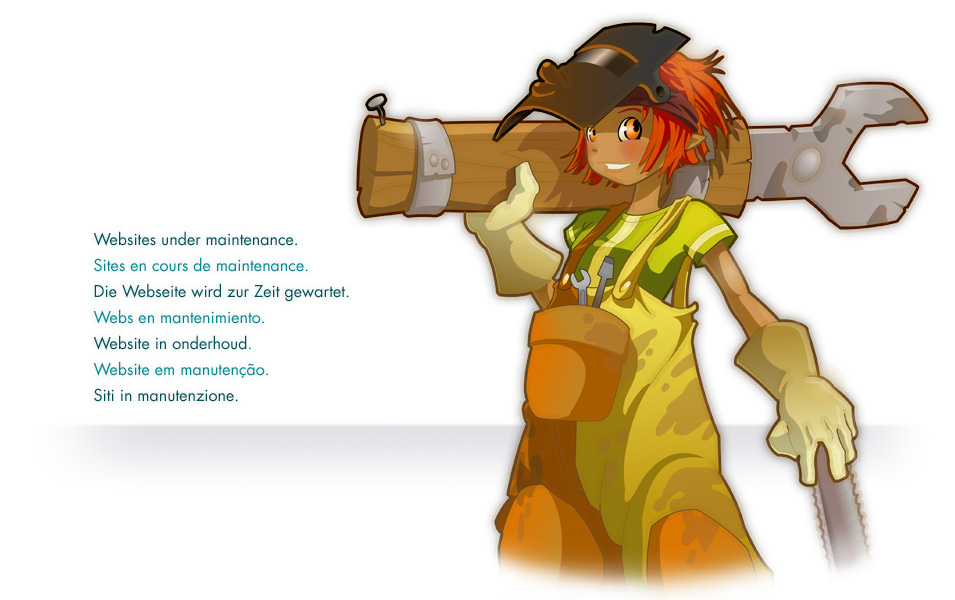 Websites under maintenance.
Sites en cours de maintenance.
Die Webseite wird zur Zeit gewartet.
Webs en mantenimiento.
Website in onderhoud.
Website em manutenção.
Siti in manutenzione.